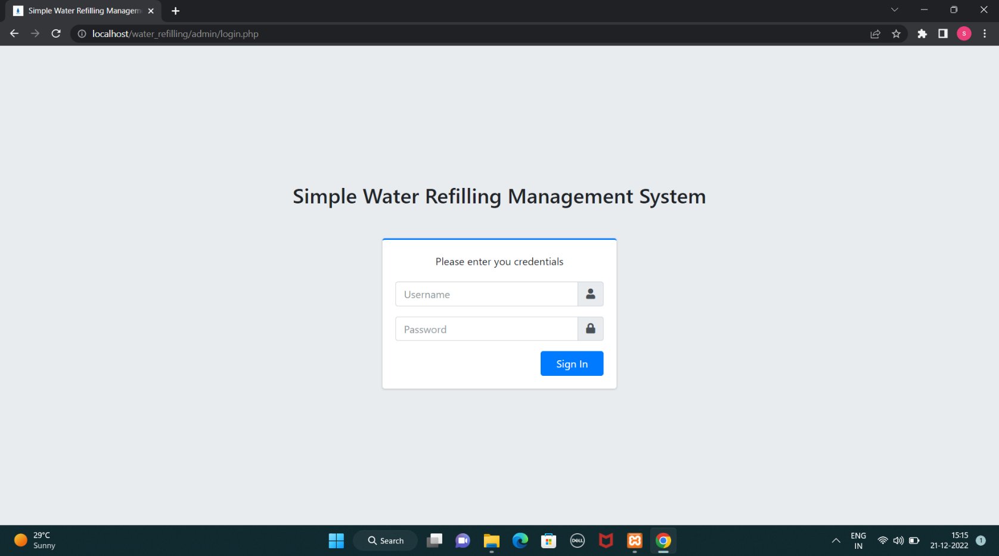 Simple Water Refilling Managem
localhost/water_refilling/admin/login.php
S
Simple Water Refilling Management System
Please enter you credentials
Username
Password
Sign In
29°C
Sunny
Search
DELL
ENG
IN
15:15
21-12-2022
1